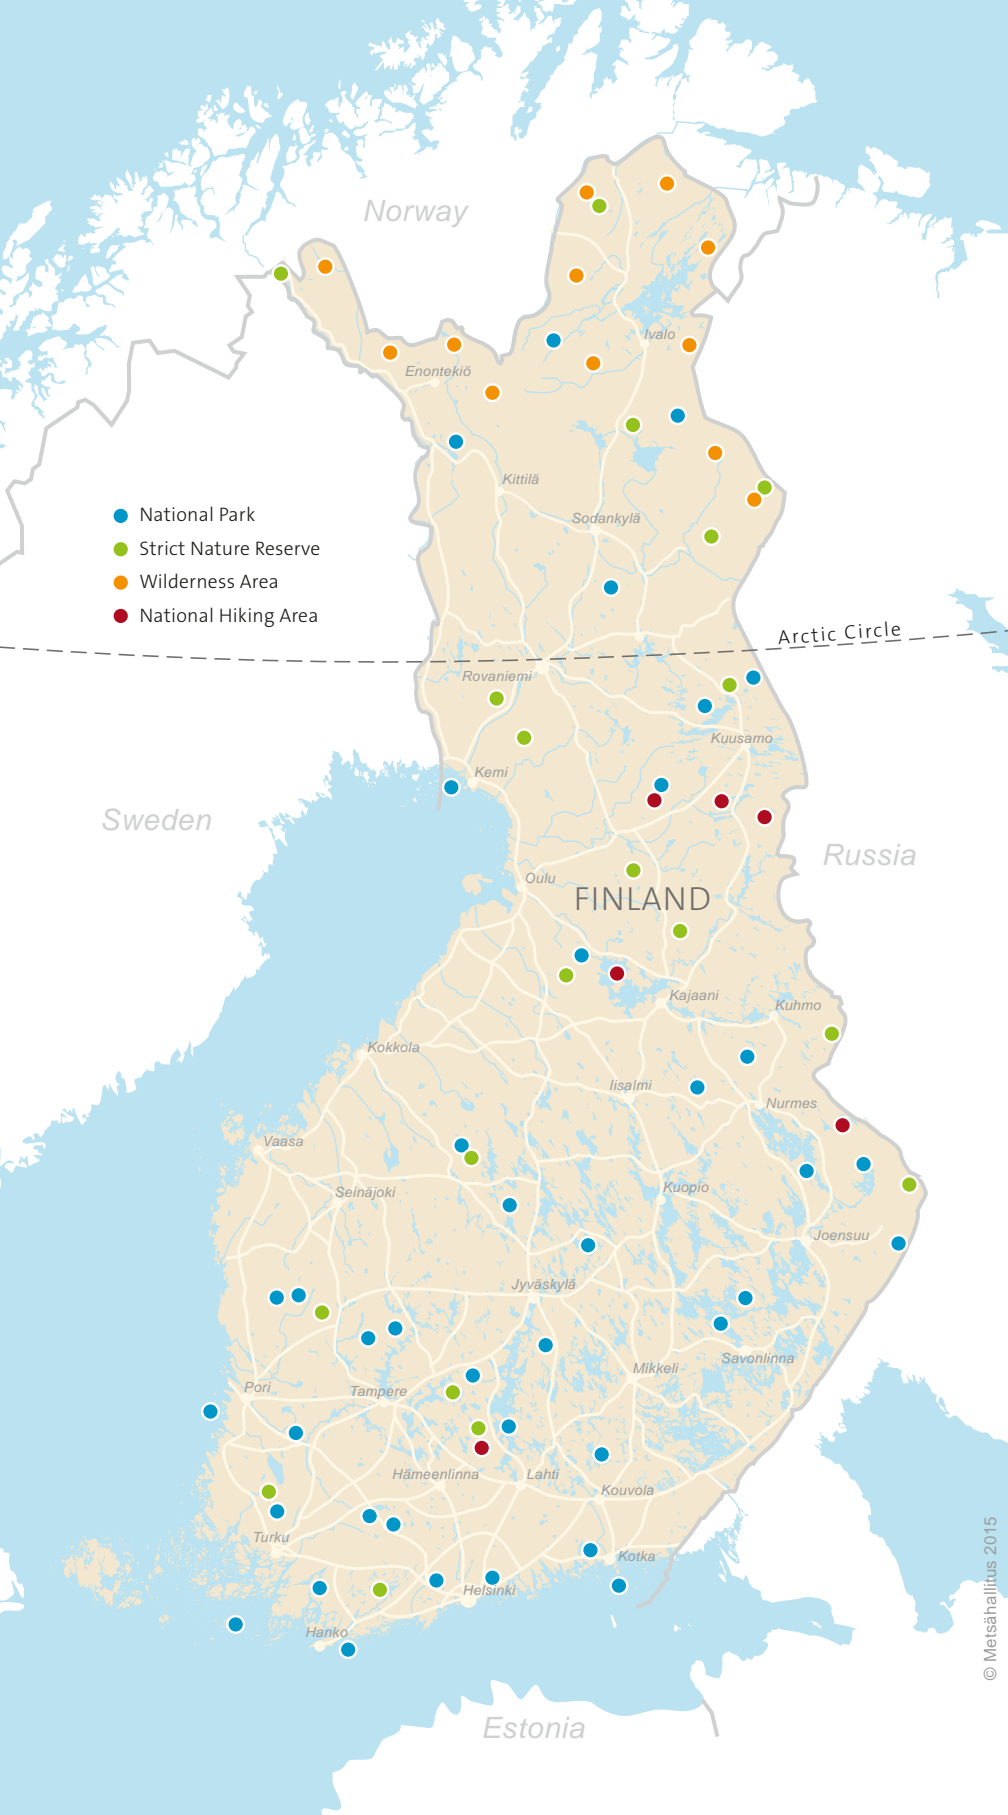 Norway
Ivalo
Enontekiö
Kittilä
National Park
Sodankylä
Strict Nature Reserve
Wilderness Area
National Hiking Area
Arctic Circle
Rovaniemi
Kuusamo
Kemi
Sweden
Russia
Oulu
FINLAND
Kajaani
Kuhmo
Kokkola
Iisalmi
Nurmes
Vaasa
Kuopio
Seinäjoki
Joensuu
Jyväskylä
Savonlinna
Mikkeli
Pori
Tampere
Hämeenlinna
Lahti
Kouvola
Turku
Kotka
Helsinki
Hanko
© Metsähallitus 2015
Estonia